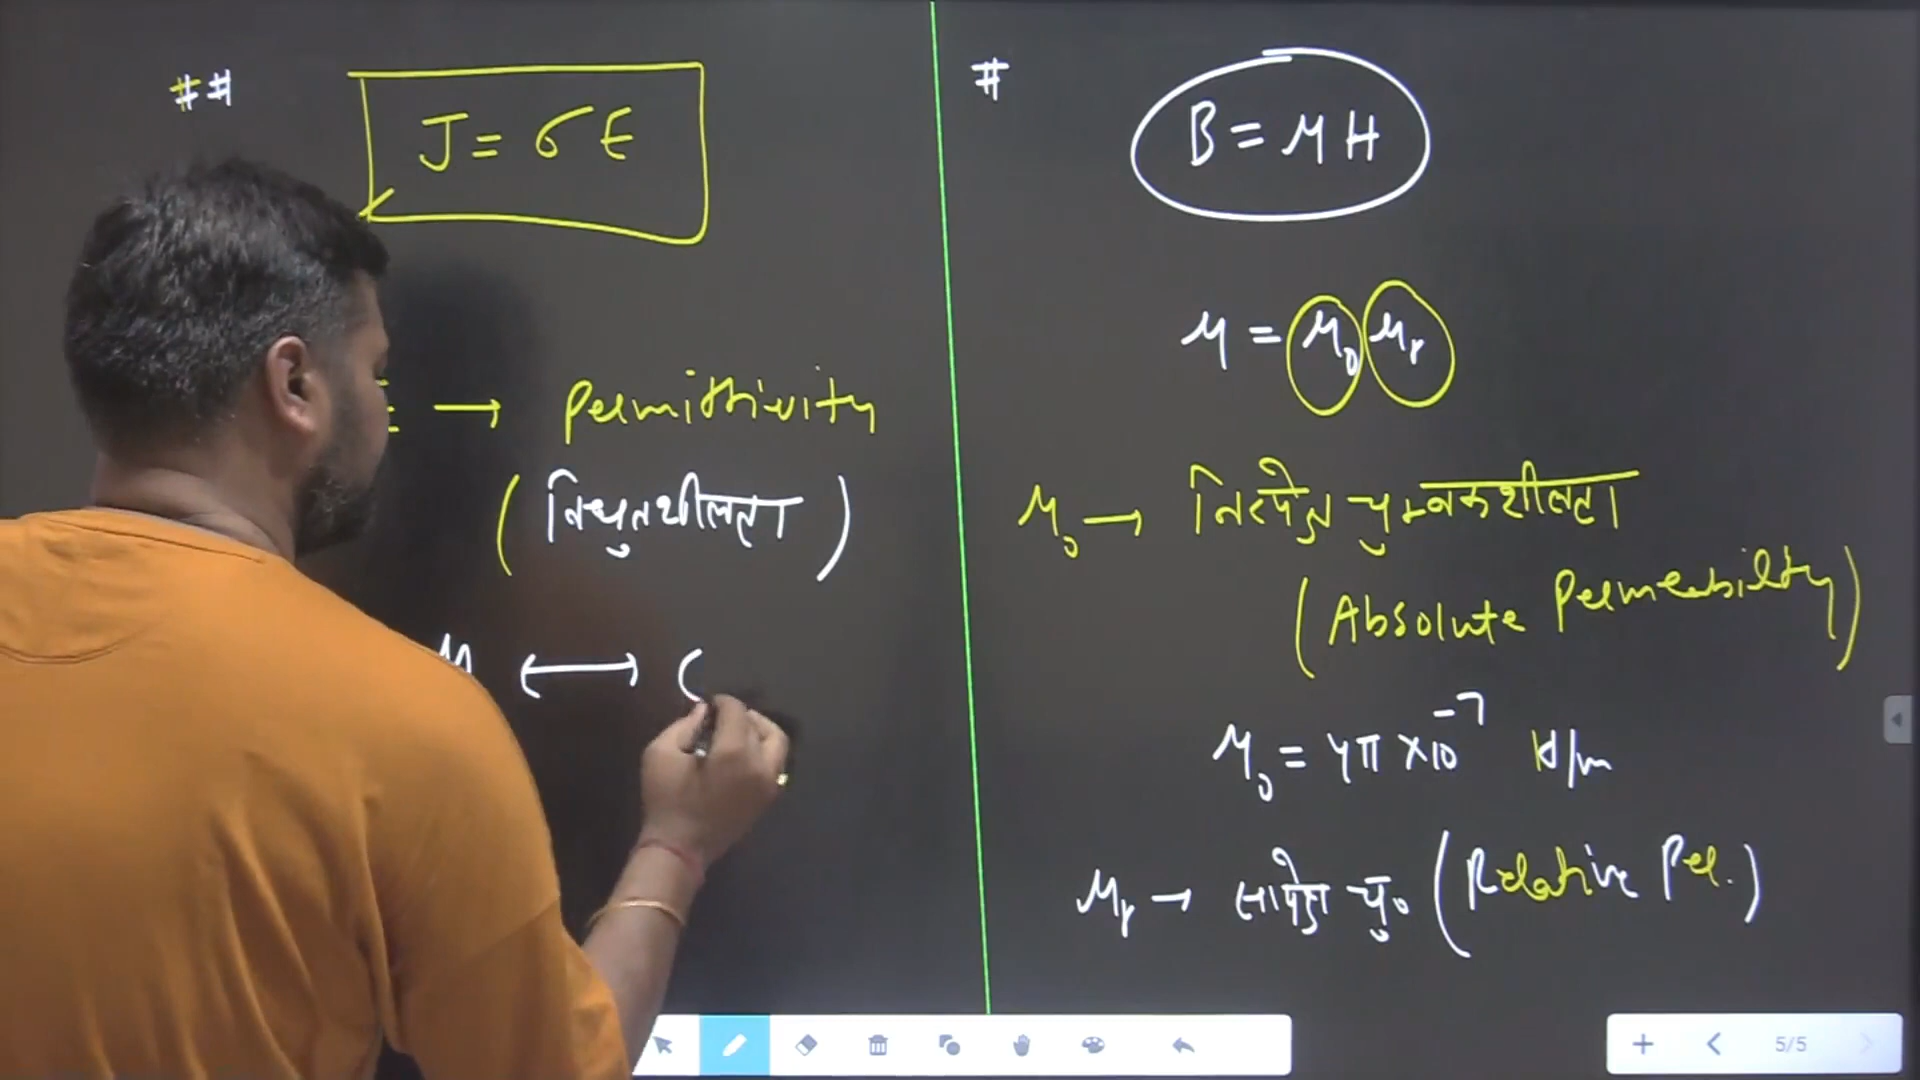 ##
J = σE
→ Permittivity
(विधुतशीलता)
μ ↔
#
B = μH
μ = μ₀ μᵣ
μ₀ → निरपेक्ष चुम्बकशीलता
(Absolute Permeability)
μ₀ = 4π × 10⁻⁷ H/m
μᵣ → सापेक्ष चु० (Relative Per.)
5/5